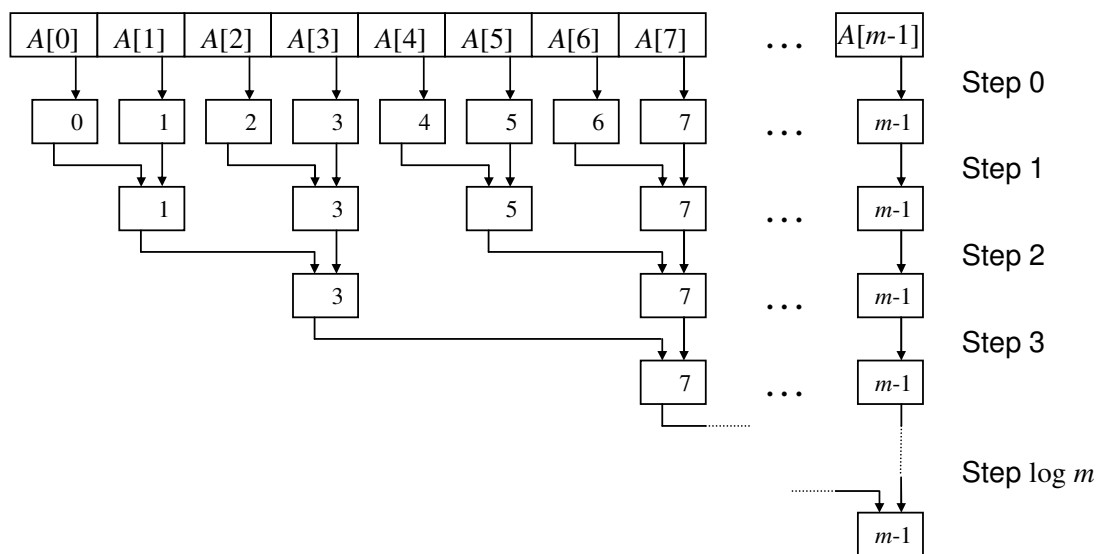 A[0] A[1] A[2] A[3] A[4] A[5] A[6] A[7] ... A[m-1]
Step 0
0 1 2 3 4 5 6 7 ... m-1
Step 1
1 3 5 7 ... m-1
Step 2
3 7 ... m-1
Step 3
7 ... m-1
Step log m
m-1